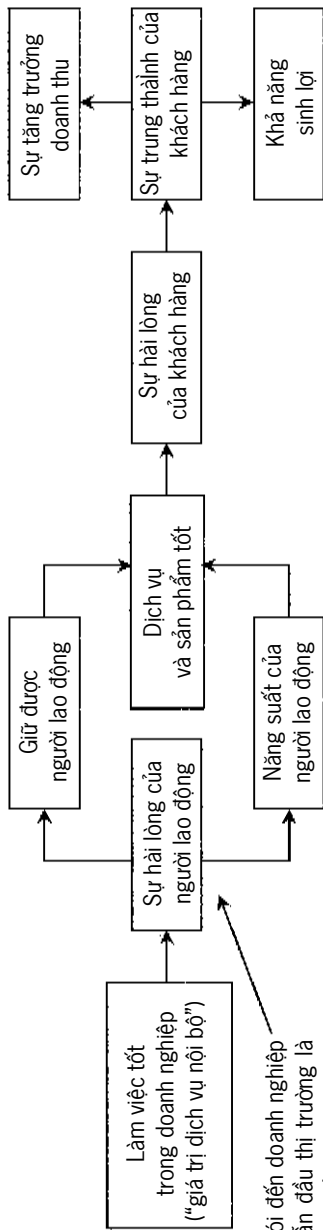 Làm việc tốt
trong doanh nghiệp
(“giá trị dịch vụ nội bộ”)
Sự hài lòng của
người lao động
Giữ được
người lao động
Năng suất của
người lao động
Dịch vụ
và sản phẩm tốt
Sự hài lòng
của khách hàng
Sự trung thành của
khách hàng
Sự tăng trưởng
doanh thu
Khả năng
sinh lợi
ói đến doanh nghiệp
ần đầu thị trường là